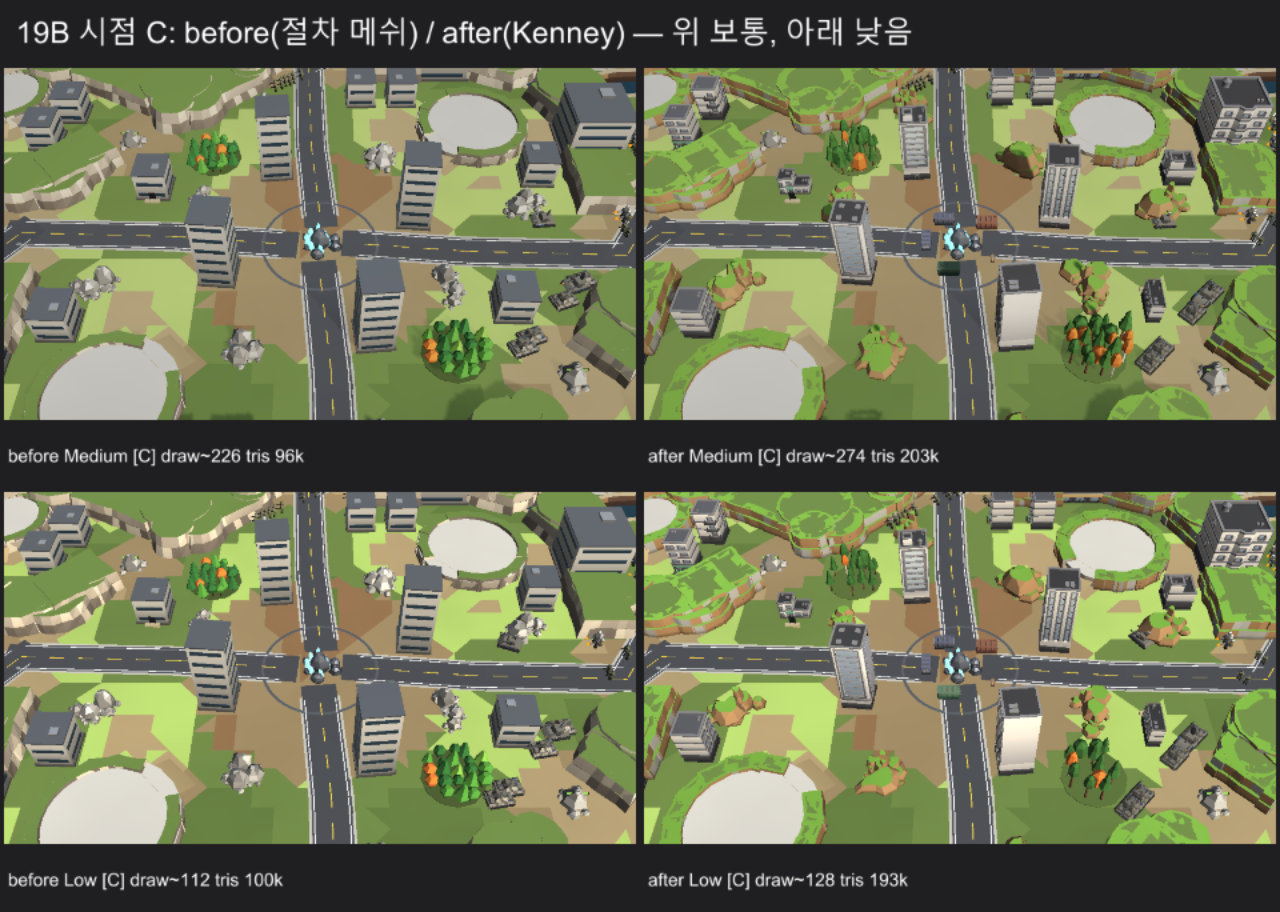 19B 시점 C: before(절차 메쉬) / after(Kenney) — 위 보통, 아래 낮음
before Medium [C] draw~226 tris 96k
after Medium [C] draw~274 tris 203k
before Low [C] draw~112 tris 100k
after Low [C] draw~128 tris 193k